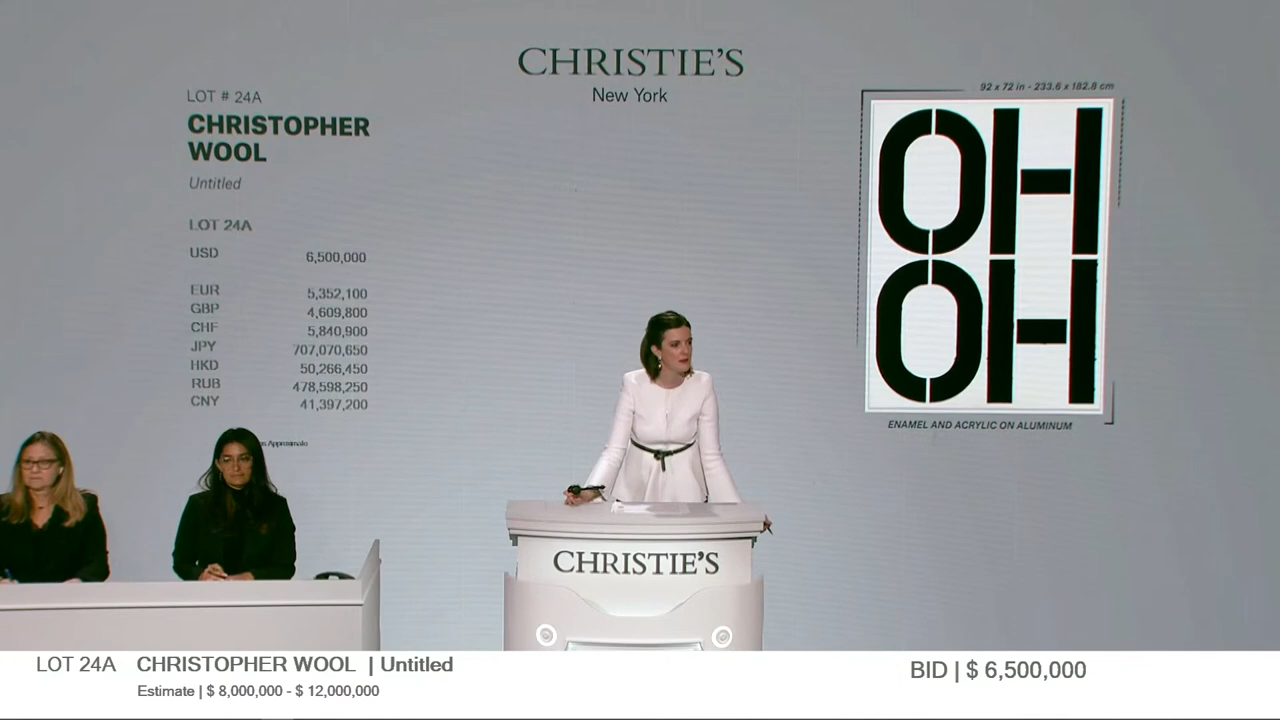 CHRISTIE'S
New York
LOT # 24A
CHRISTOPHER
WOOL
Untitled
LOT 24A
USD 6,500,000
EUR 5,352,100
GBP 4,609,800
CHF 5,840,900
JPY 707,070,650
HKD 50,266,450
RUB 478,598,250
CNY 41,397,200
Approximate
92 x 72 in - 233.6 x 182.8 cm
OH
OH
ENAMEL AND ACRYLIC ON ALUMINUM
CHRISTIE'S
LOT 24A CHRISTOPHER WOOL | Untitled
Estimate | $ 8,000,000 - $ 12,000,000
BID | $ 6,500,000